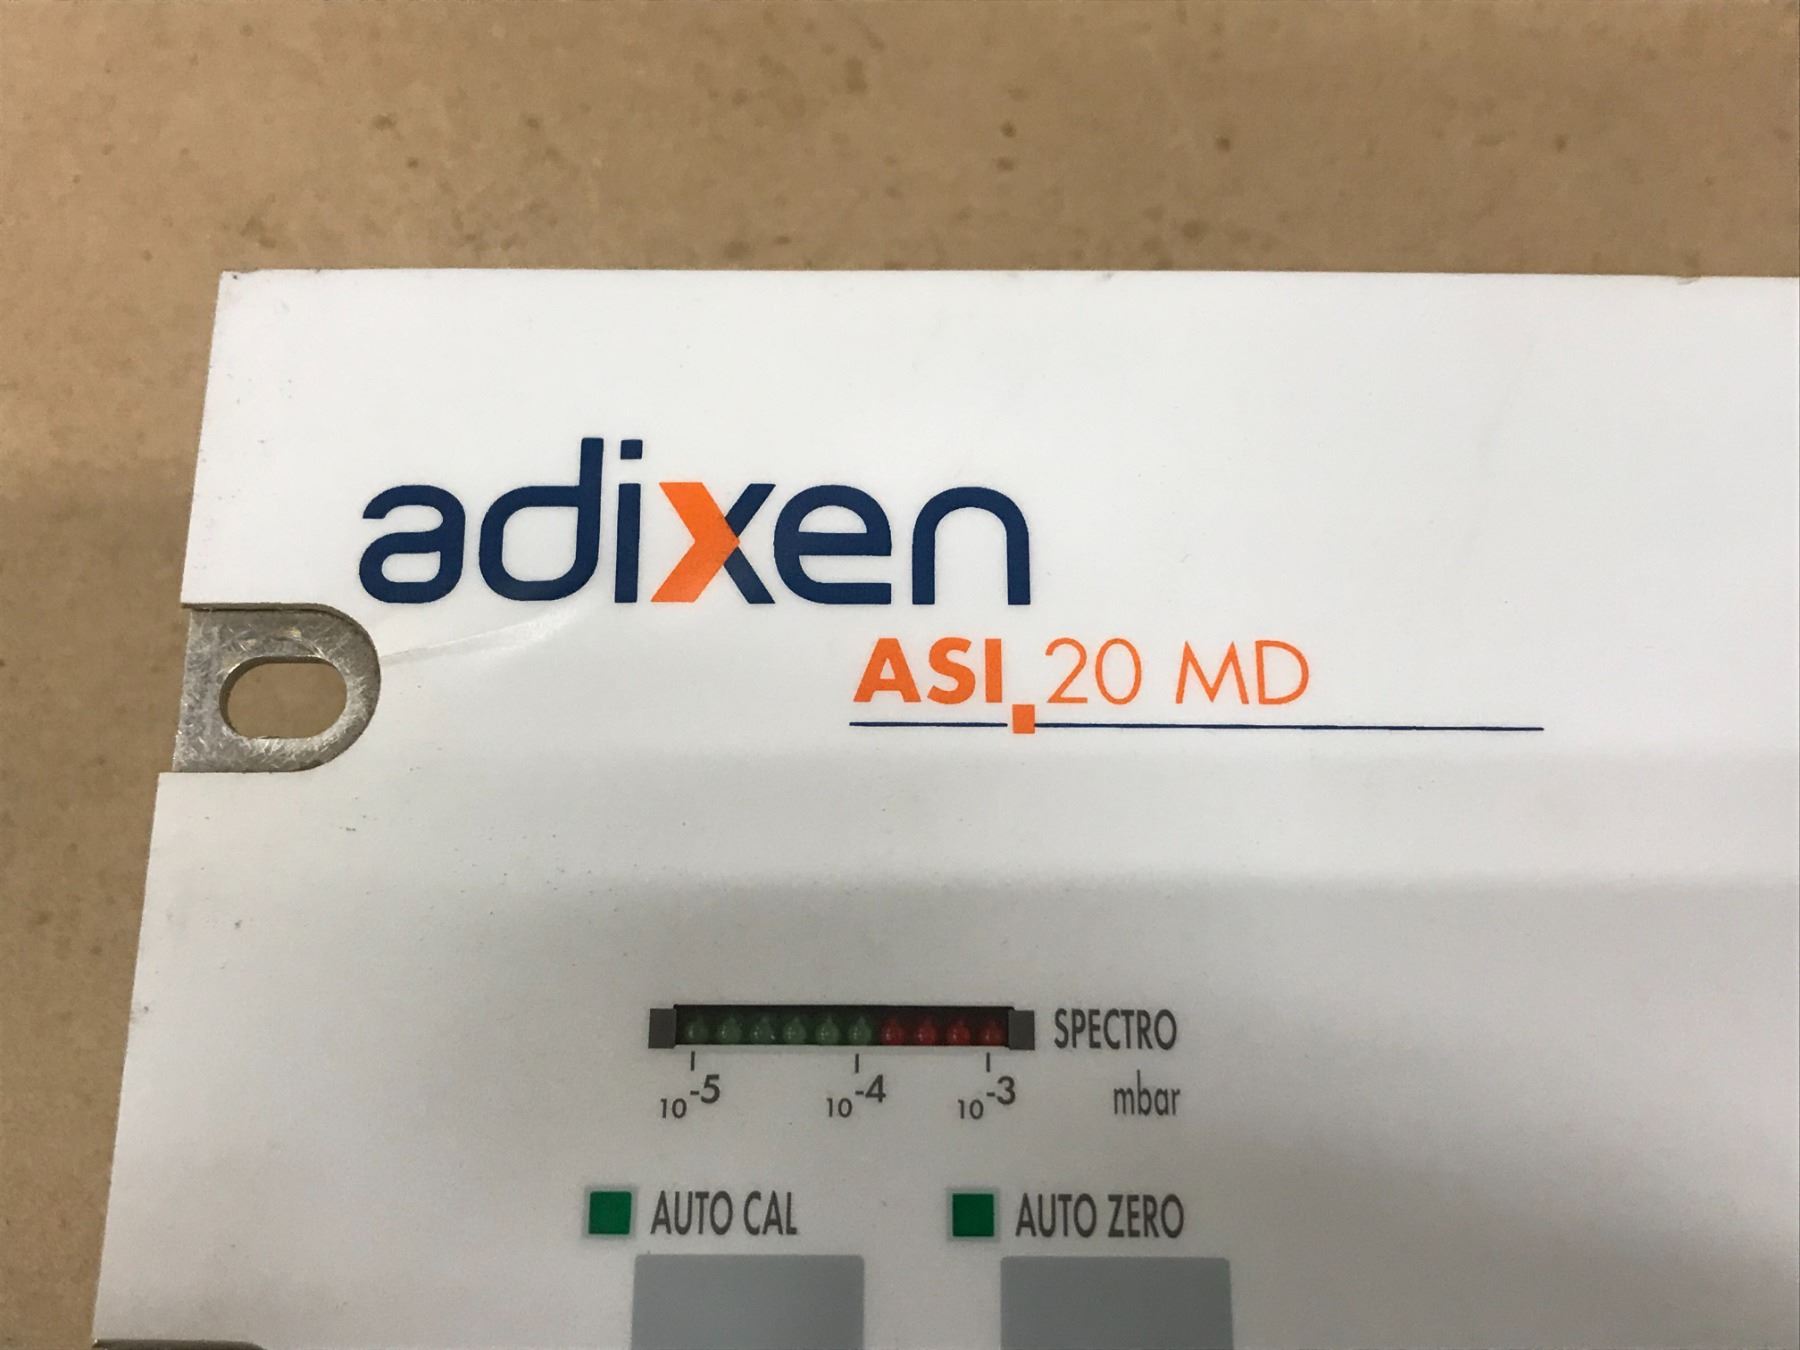 adixen
ASI 20 MD
SPECTRO
10-5 10-4 10-3 mbar
AUTO CAL AUTO ZERO